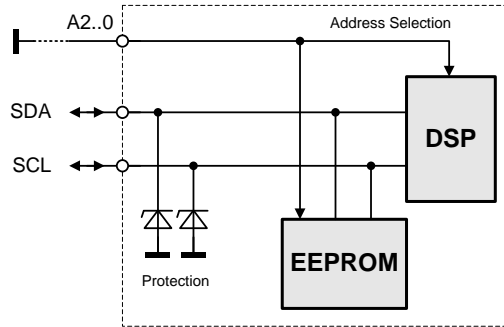 A2..0
Address Selection
SDA
DSP
SCL
EEPROM
Protection